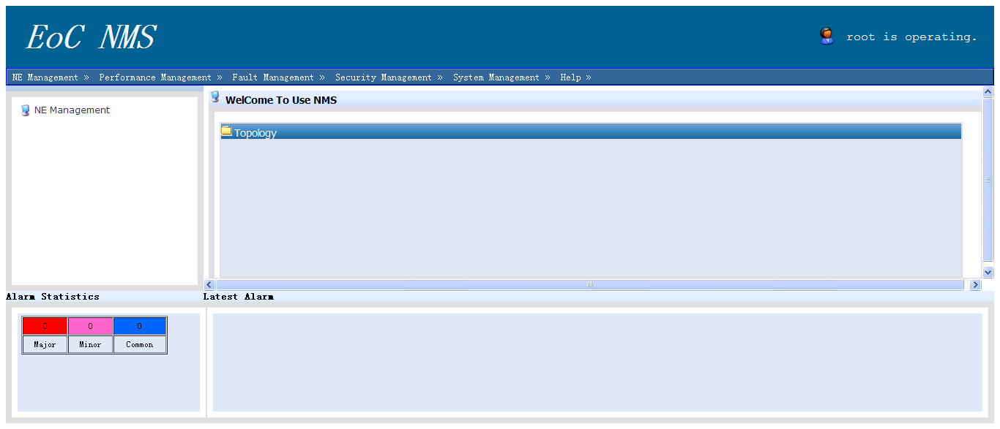 EoC NMS
root is operating.
NE Management » Performance Management » Fault Management » Security Management » System Management » Help »
NE Management
WelCome To Use NMS
Topology
Alarm Statistics
Latest Alarm
0 0 0
Major Minor Common